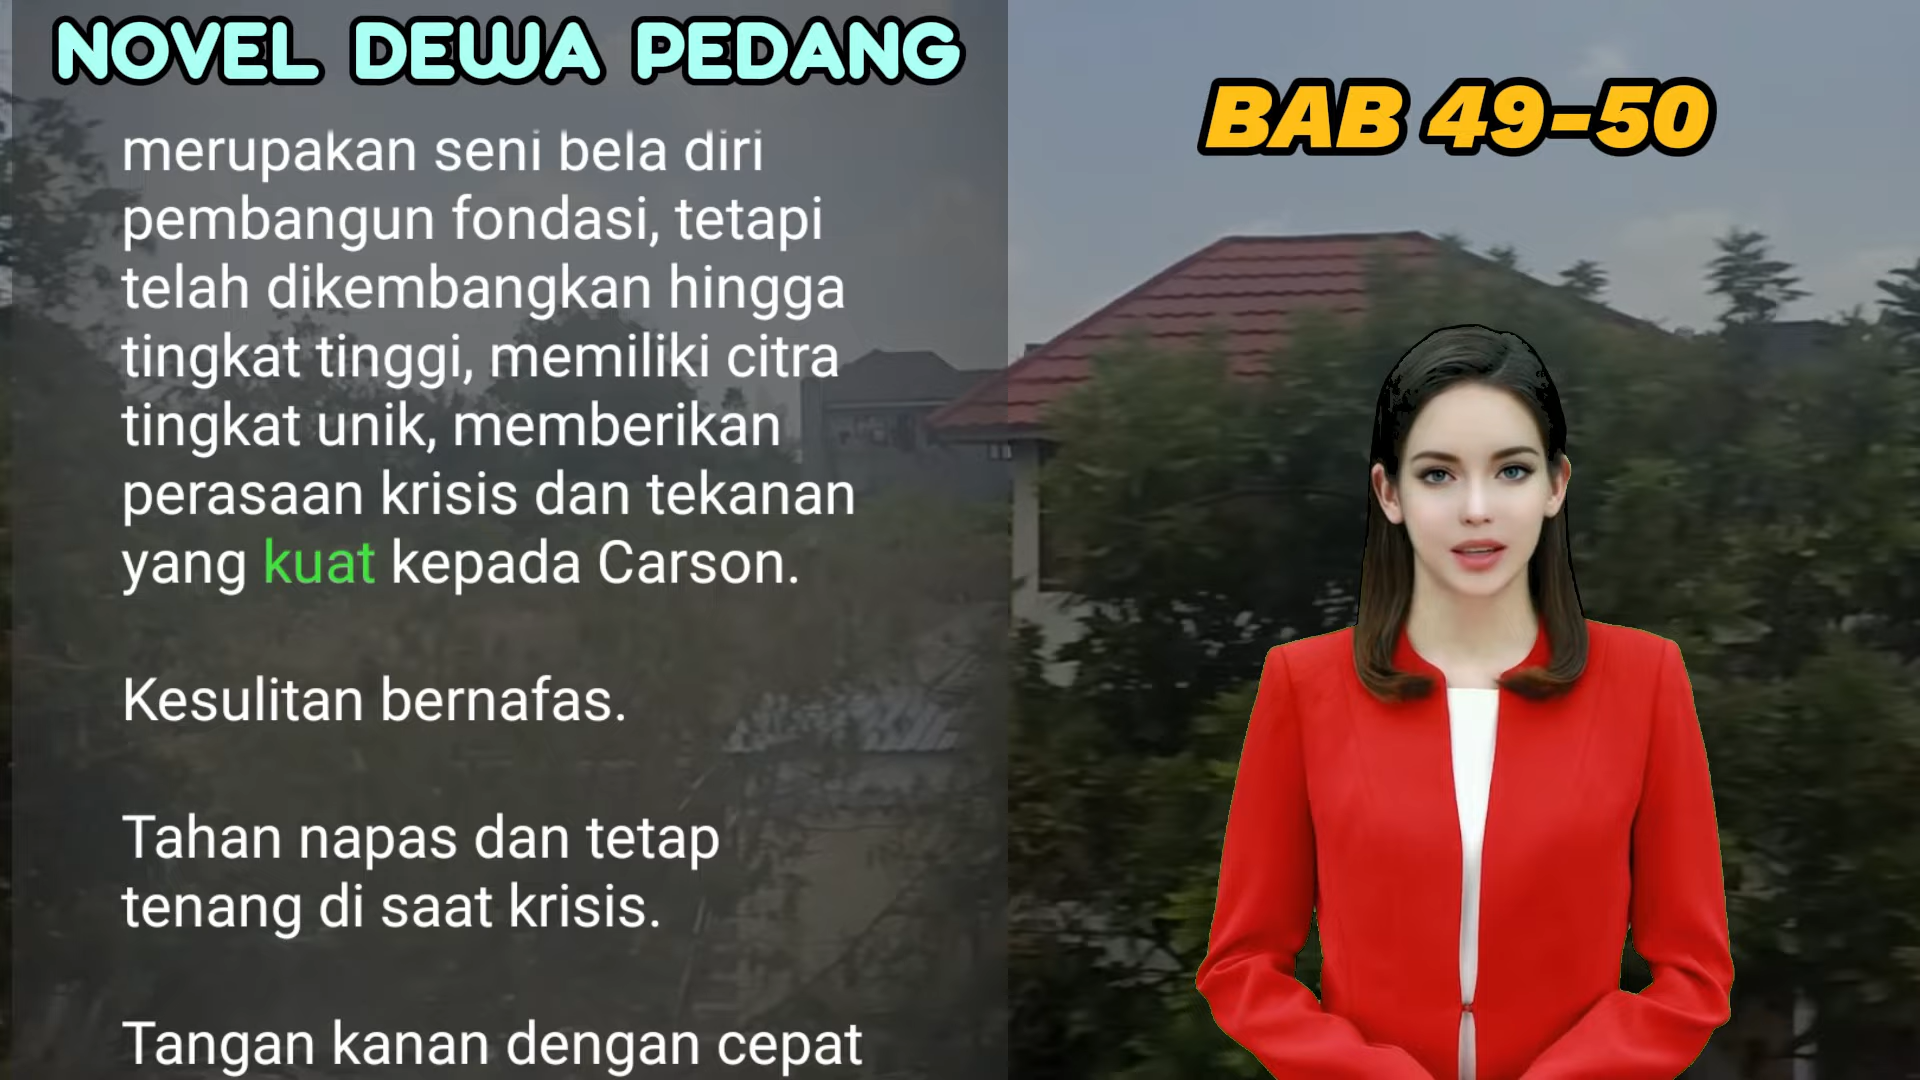 NOVEL DEWA PEDANG
BAB 49-50
merupakan seni bela diri
pembangun fondasi, tetapi
telah dikembangkan hingga
tingkat tinggi, memiliki citra
tingkat unik, memberikan
perasaan krisis dan tekanan
yang kuat kepada Carson.
Kesulitan bernafas.
Tahan napas dan tetap
tenang di saat krisis.
Tangan kanan dengan cepat